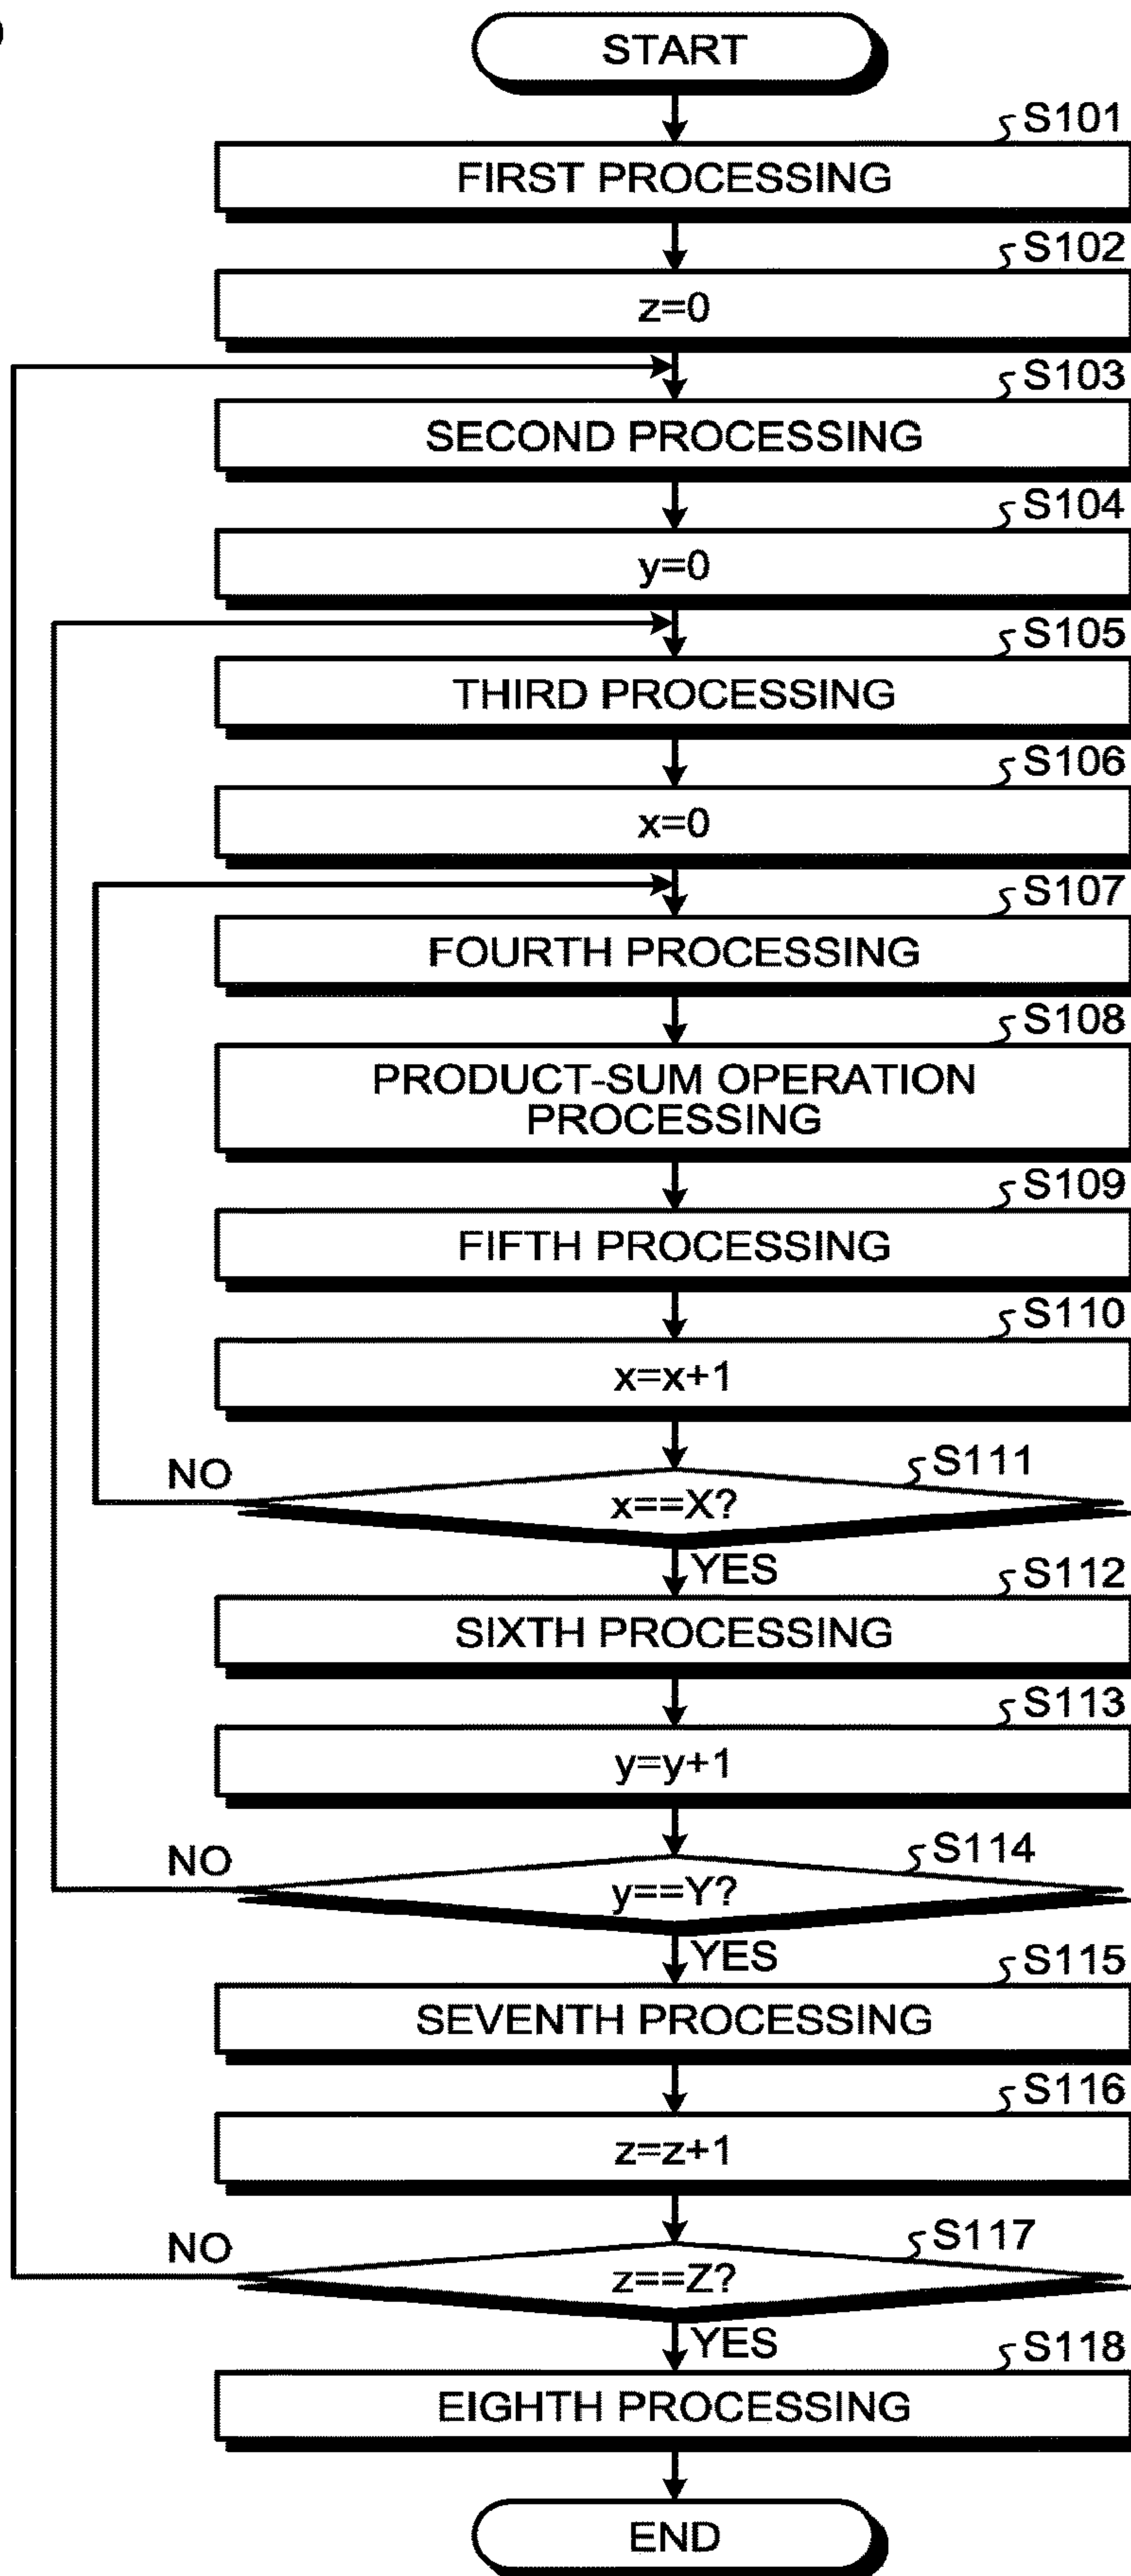 START
S101
FIRST PROCESSING
S102
z=0
S103
SECOND PROCESSING
S104
y=0
S105
THIRD PROCESSING
S106
x=0
S107
FOURTH PROCESSING
S108
PRODUCT-SUM OPERATION
PROCESSING
S109
FIFTH PROCESSING
S110
x=x+1
S111
NO
x==X?
YES
S112
SIXTH PROCESSING
S113
y=y+1
S114
NO
y==Y?
YES
S115
SEVENTH PROCESSING
S116
z=z+1
S117
NO
z==Z?
YES
S118
EIGHTH PROCESSING
END